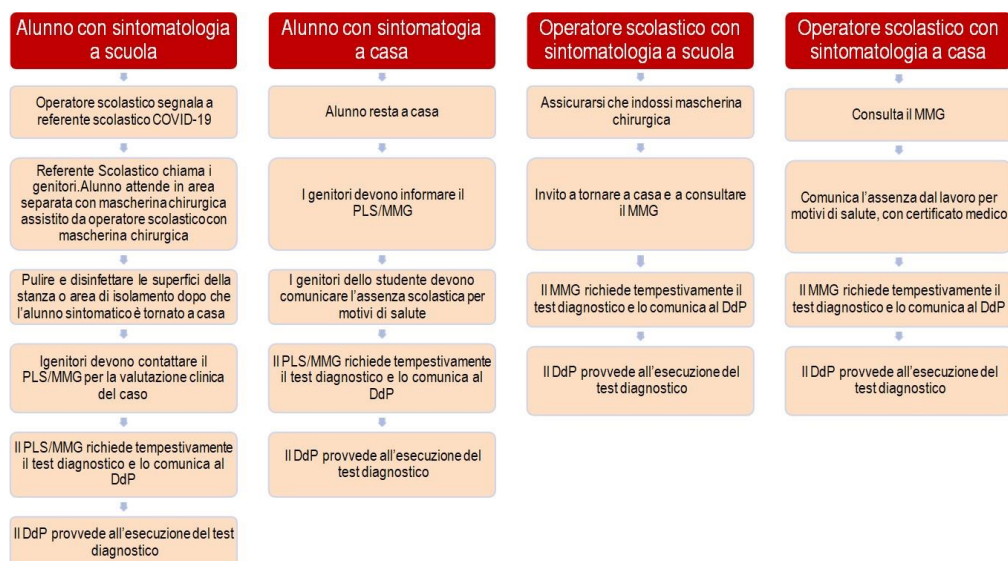 Alunno con sintomatologia
a scuola
Operatore scolastico segnala a
referente scolastico COVID-19
Referente Scolastico chiama i
genitori.Alunno attende in area
separata con mascherina chirurgica
assistito da operatore scolastico con
mascherina chirurgica
Pulire e disinfettare le superfici della
stanza o area di isolamento dopo che
l'alunno sintomatico è tornato a casa
Igenitori devono contattare il
PLS/MMG per la valutazione clinica
del caso
Il PLS/MMG richiede tempestivamente
il test diagnostico e lo comunica al
DdP
Il DdP provvede all'esecuzione del test
diagnostico
Alunno con sintomatogia
a casa
Alunno resta a casa
I genitori devono informare il
PLS/MMG
I genitori dello studente devono
comunicare l'assenza scolastica per
motivi di salute
Il PLS/MMG richiede tempestivamente
il test diagnostico e lo comunica al
DdP
Il DdP provvede all'esecuzione del
test diagnostico
Operatore scolastico con
sintomatologia a scuola
Assicurarsi che indossi mascherina
chirurgica
Invito a tornare a casa e a consultare
il MMG
Il MMG richiede tempestivamente il
test diagnostico e lo comunica al DdP
Il DdP provvede all'esecuzione del
test diagnostico
Operatore scolastico con
sintomatologia a casa
Consulta il MMG
Comunica l'assenza dal lavoro per
motivi di salute, con certificato medico
Il MMG richiede tempestivamente il
test diagnostico e lo comunica al DdP
Il DdP provvede all'esecuzione del
test diagnostico